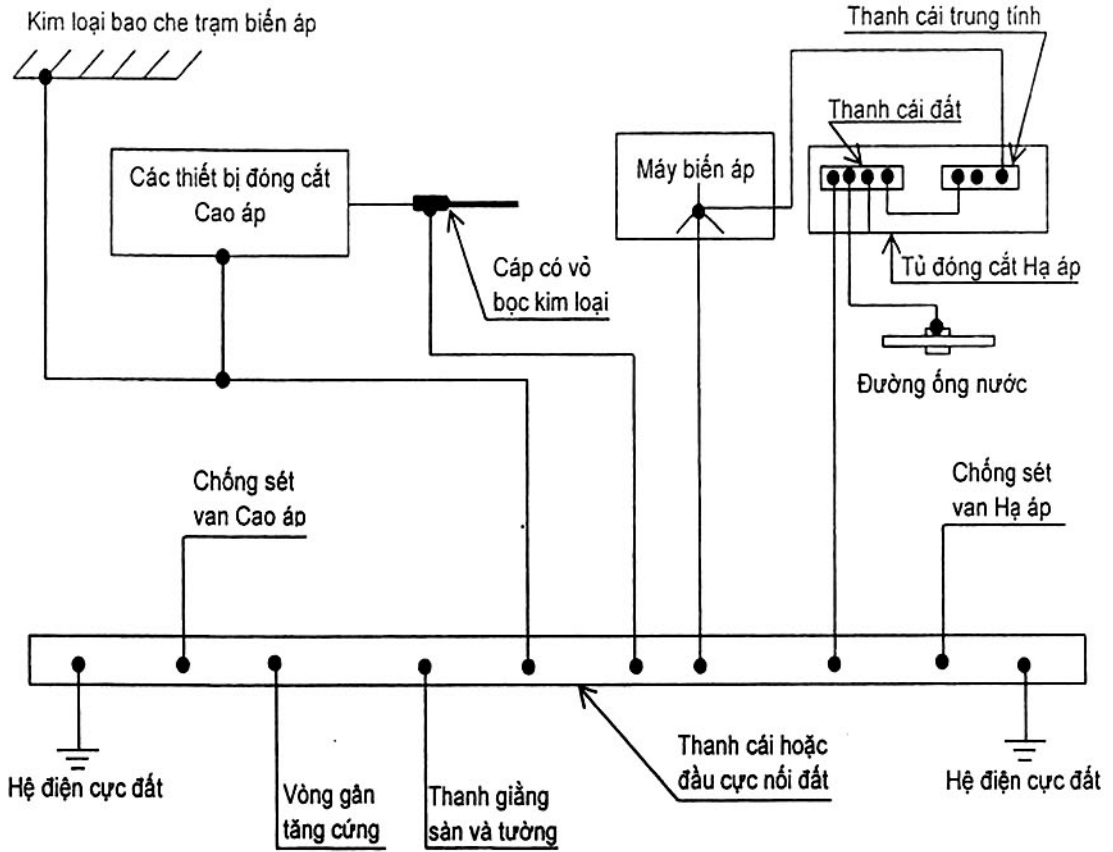 Kim loại bao che trạm biến áp
Thanh cái trung tính
Thanh cái đất
Các thiết bị đóng cắt
Cao áp
Máy biến áp
Cáp có vỏ
bọc kim loại
Tủ đóng cắt Hạ áp
Đường ống nước
Chống sét
van Cao áp
Chống sét
van Hạ áp
Hệ điện cực đất
Vòng gân
tăng cứng
Thanh giằng
sàn và tường
Thanh cái hoặc
đầu cực nối đất
Hệ điện cực đất